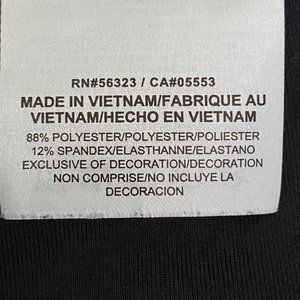 RN#56323 / CA#05553
MADE IN VIETNAM/FABRIQUE AU
VIETNAM/HECHO EN VIETNAM
88% POLYESTER/POLYESTER/POLIESTER
12% SPANDEX/ELASTHANNE/ELASTANO
EXCLUSIVE OF DECORATION/DECORATION
NON COMPRISE/NO INCLUYE LA
DECORACION